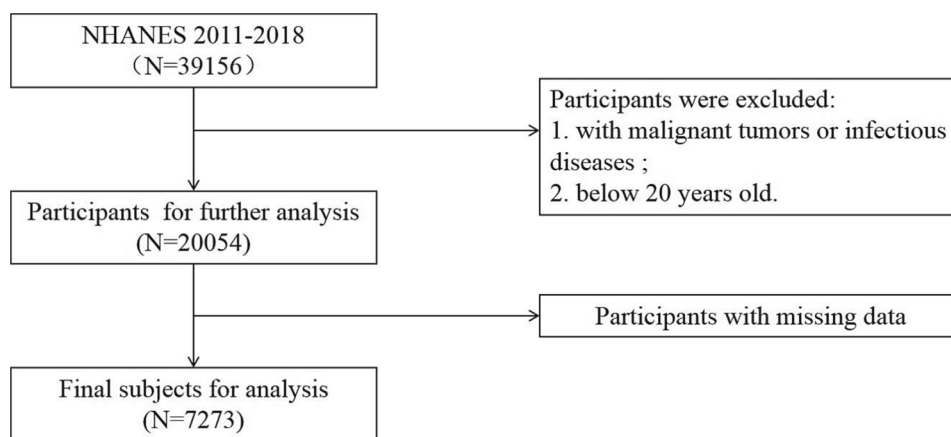 NHANES 2011-2018
（N=39156）
Participants were excluded:
1. with malignant tumors or infectious
diseases ;
2. below 20 years old.
Participants  for further analysis
(N=20054)
Participants with missing data
Final subjects for analysis
(N=7273)